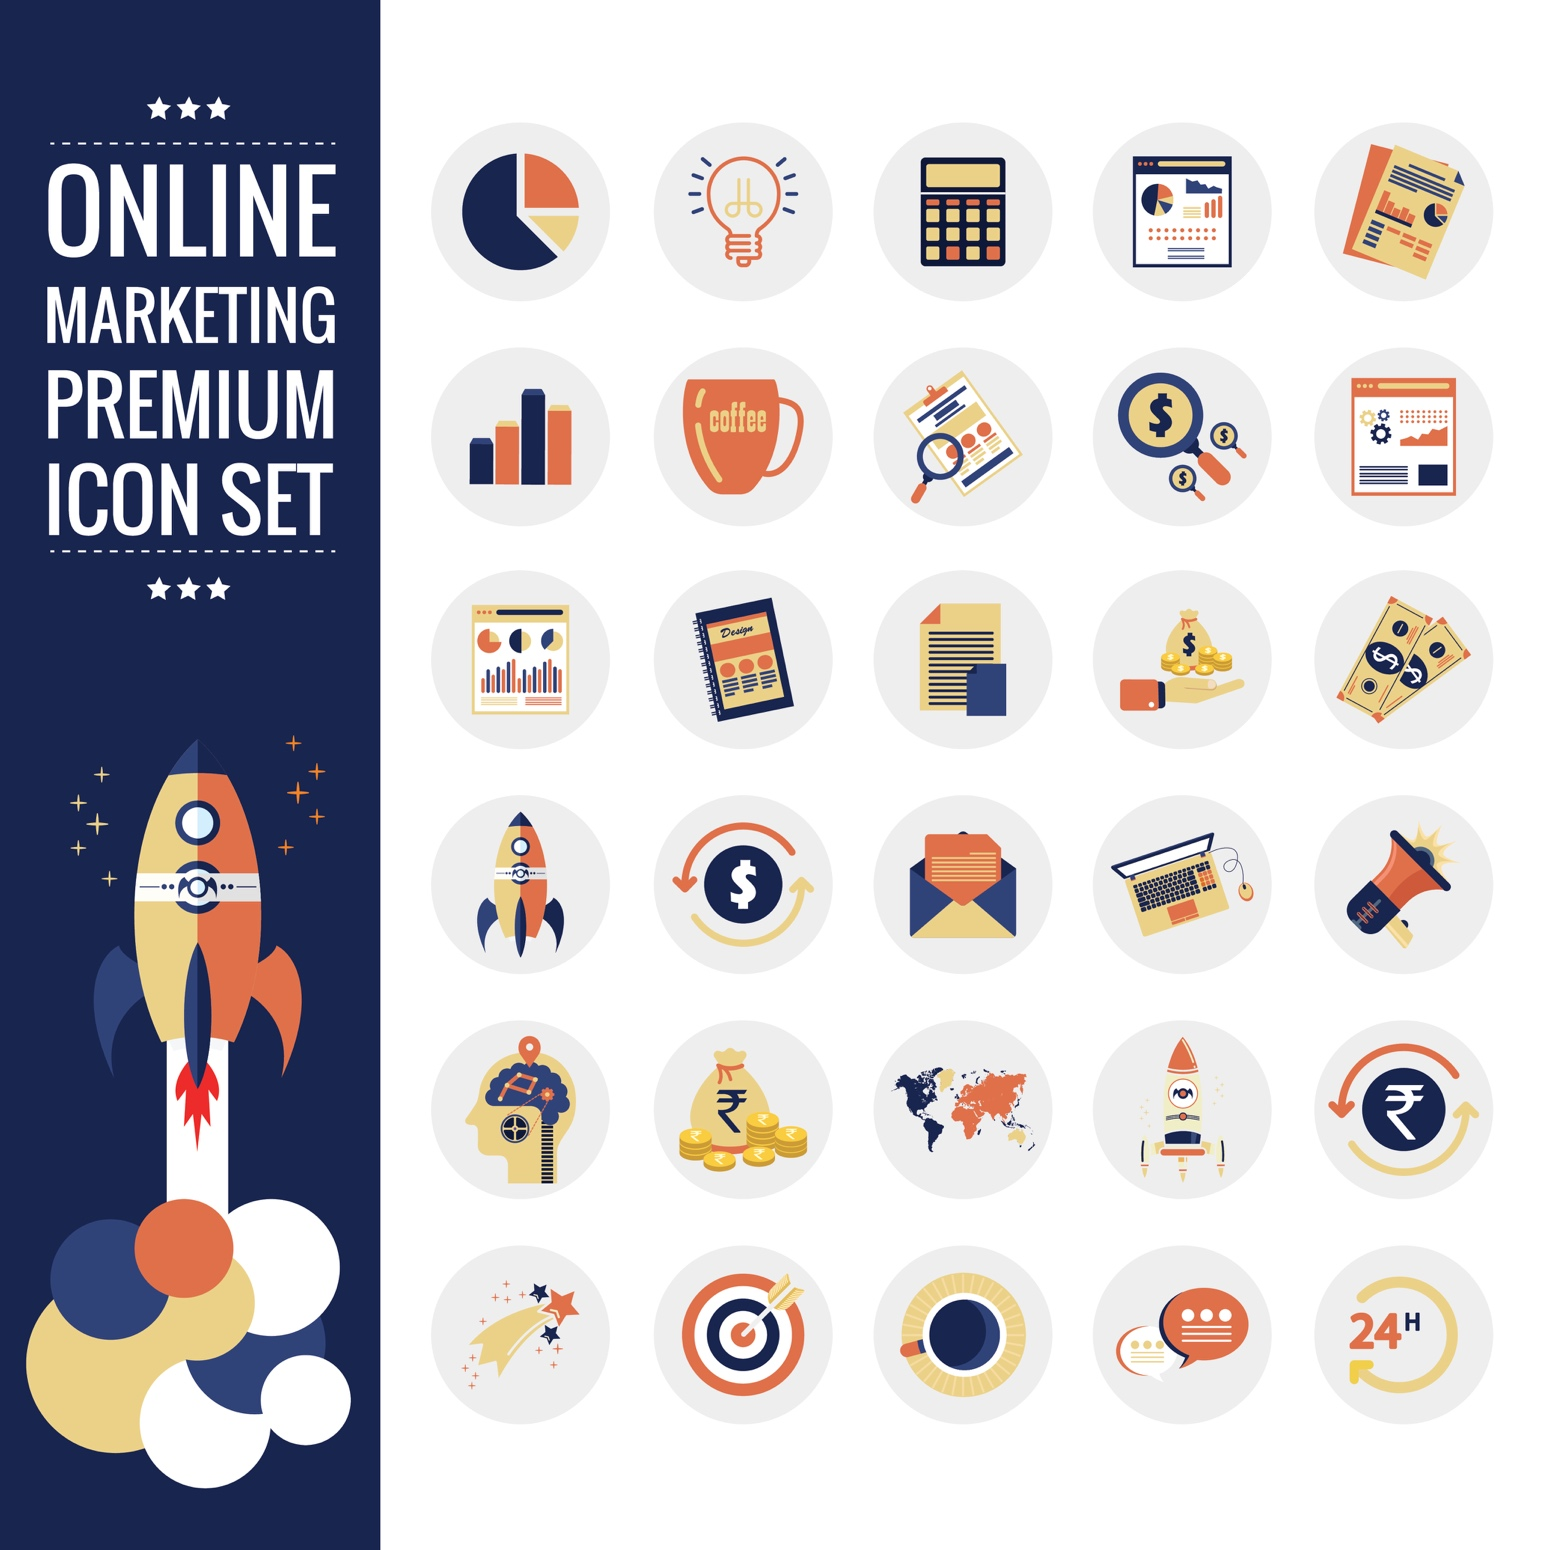 ONLINE
MARKETING
PREMIUM
ICON SET
coffee
$
$
$
Design
$
$
$
$
₹
₹
24H